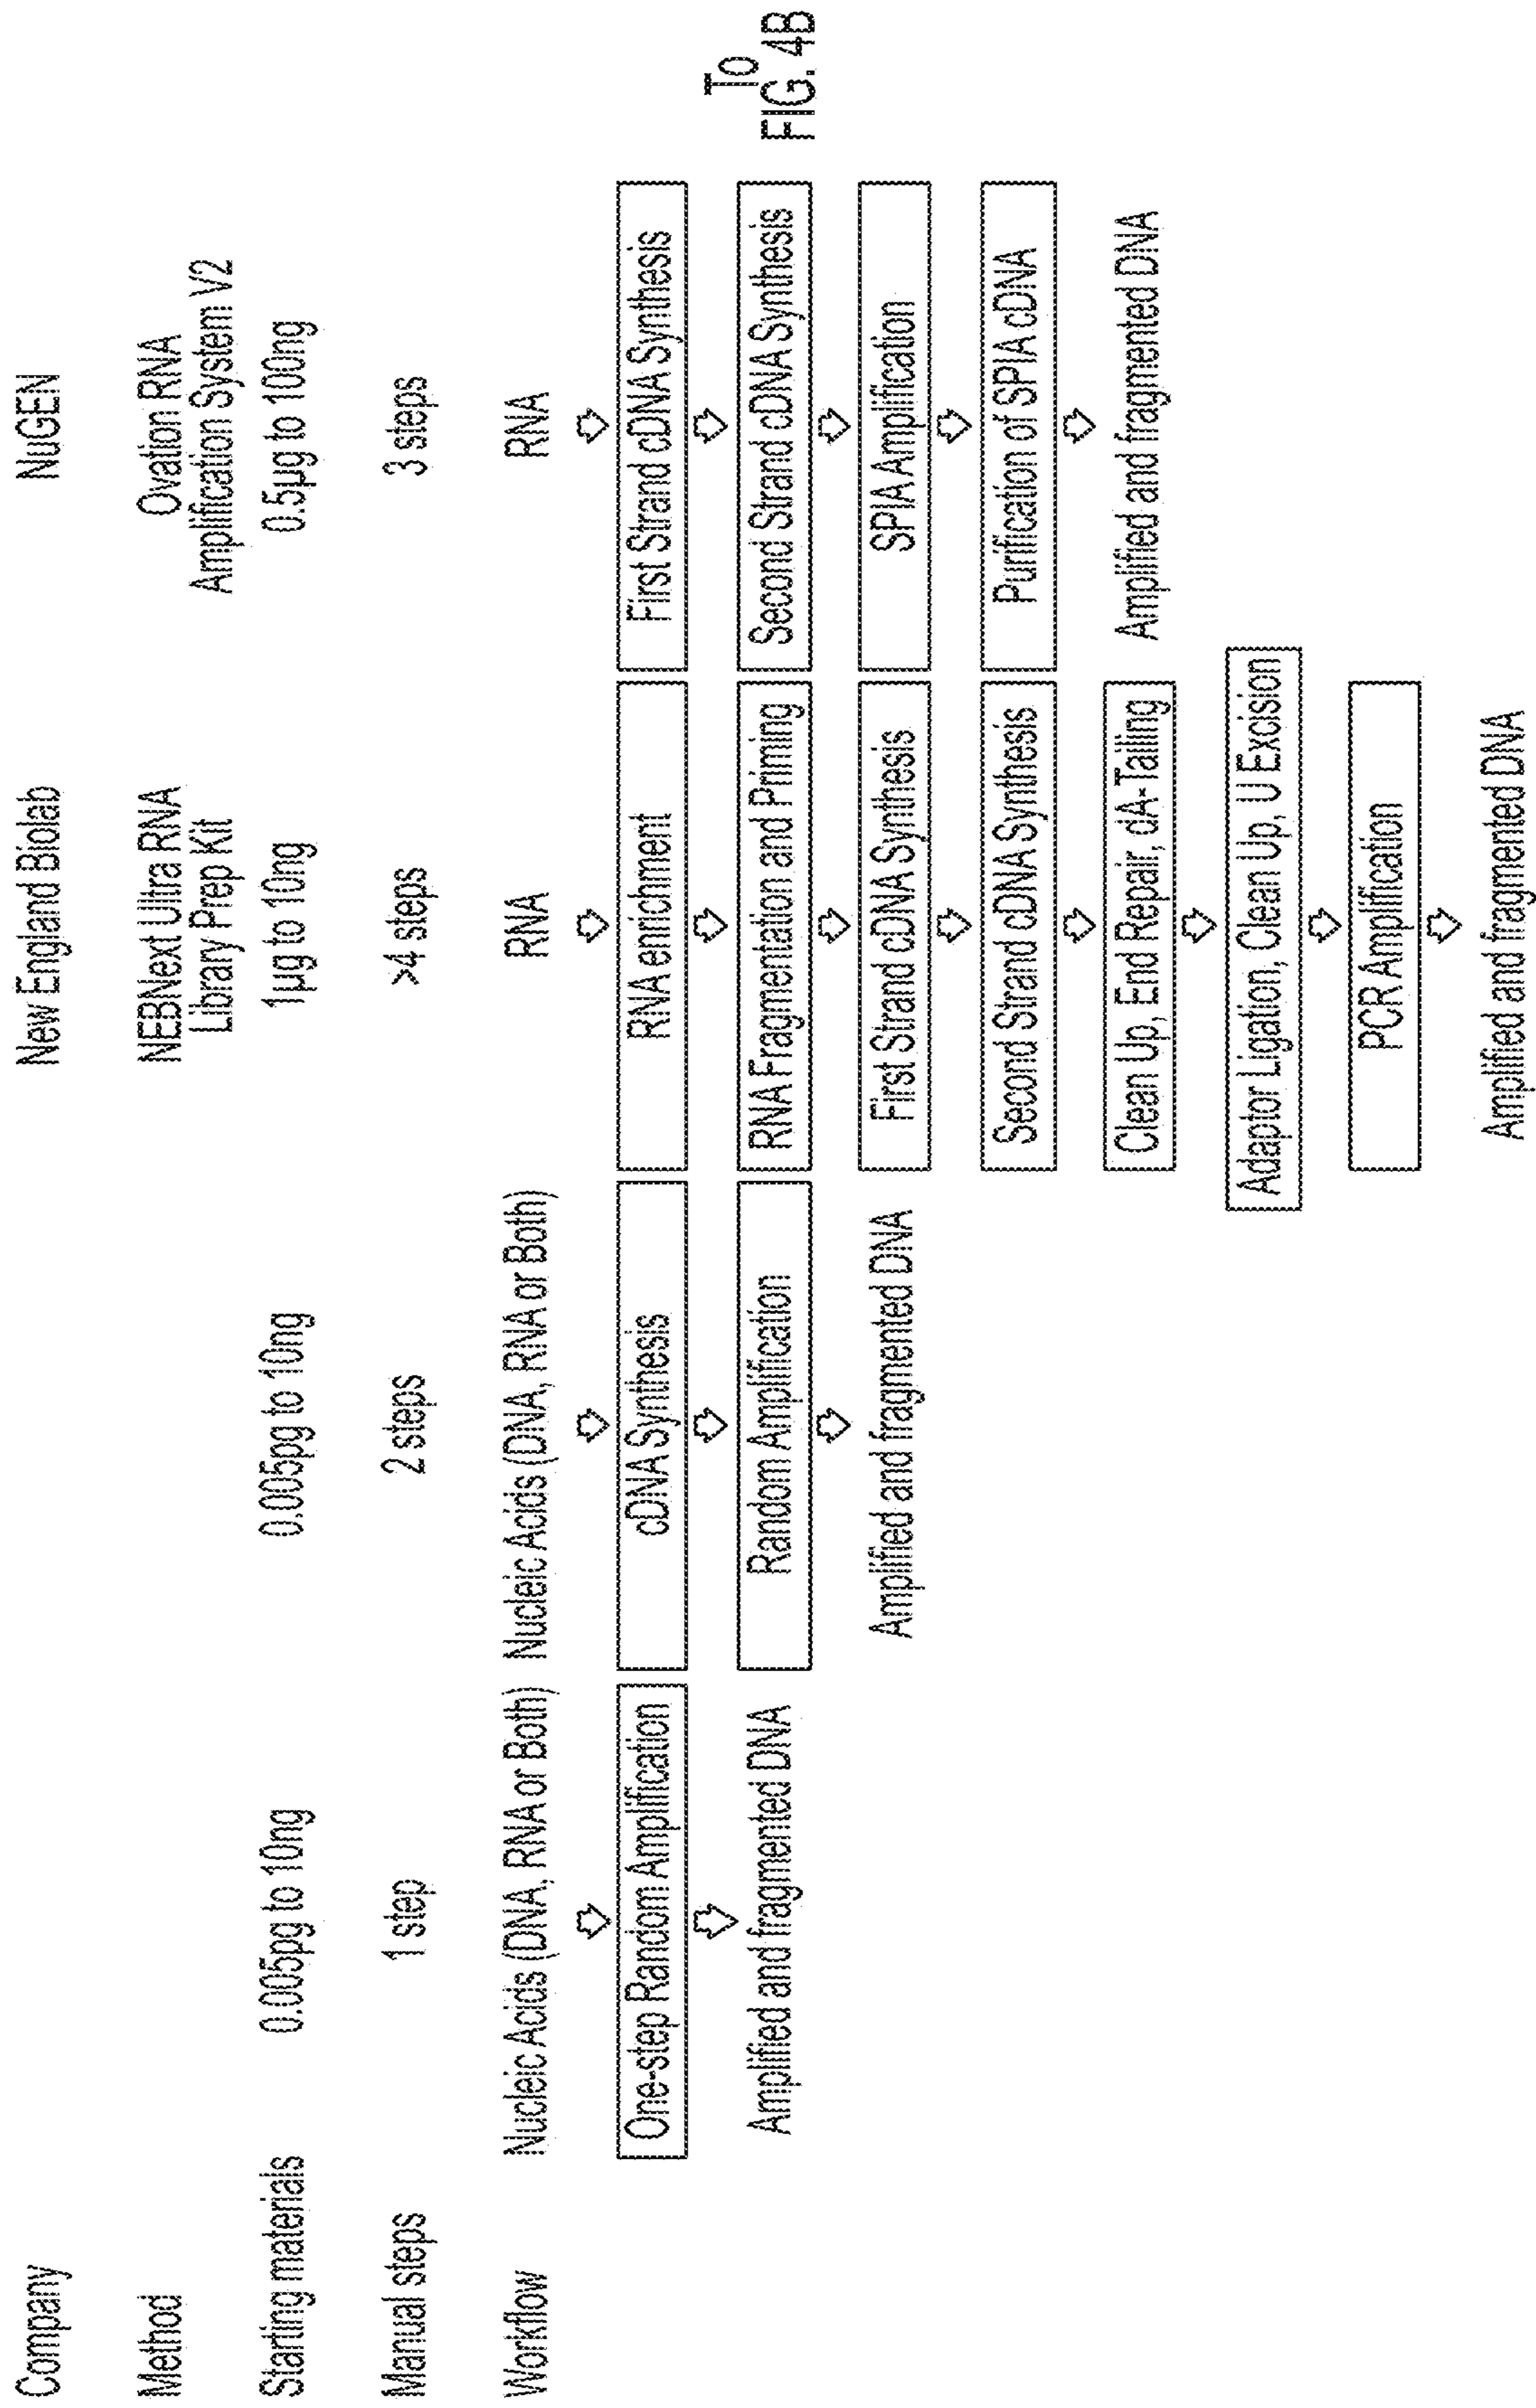 Company
New England Biolab
NuGEN
Method
NEBNext Ultra RNA
Library Prep Kit
Ovation RNA
Amplification System V2
Starting materials
0.005pg to 10ng
0.005pg to 10ng
1µg to 10ng
0.5µg to 100ng
Manual steps
1 step
2 steps
>4 steps
3 steps
Workflow
Nucleic Acids (DNA, RNA or Both)
One-step Random Amplification
Amplified and fragmented DNA
Nucleic Acids (DNA, RNA or Both)
cDNA Synthesis
Random Amplification
Amplified and fragmented DNA
RNA
RNA enrichment
RNA Fragmentation and Priming
First Strand cDNA Synthesis
Second Strand cDNA Synthesis
Clean Up, End Repair, dA-Tailing
Adaptor Ligation, Clean Up, U Excision
PCR Amplification
Amplified and fragmented DNA
RNA
First Strand cDNA Synthesis
Second Strand cDNA Synthesis
SPIA Amplification
Purification of SPIA cDNA
Amplified and fragmented DNA
To
FIG. 4B